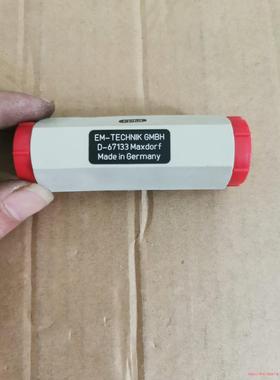 EM-TECHNIK GMBH
D-67133 Maxdorf
Made in Germany